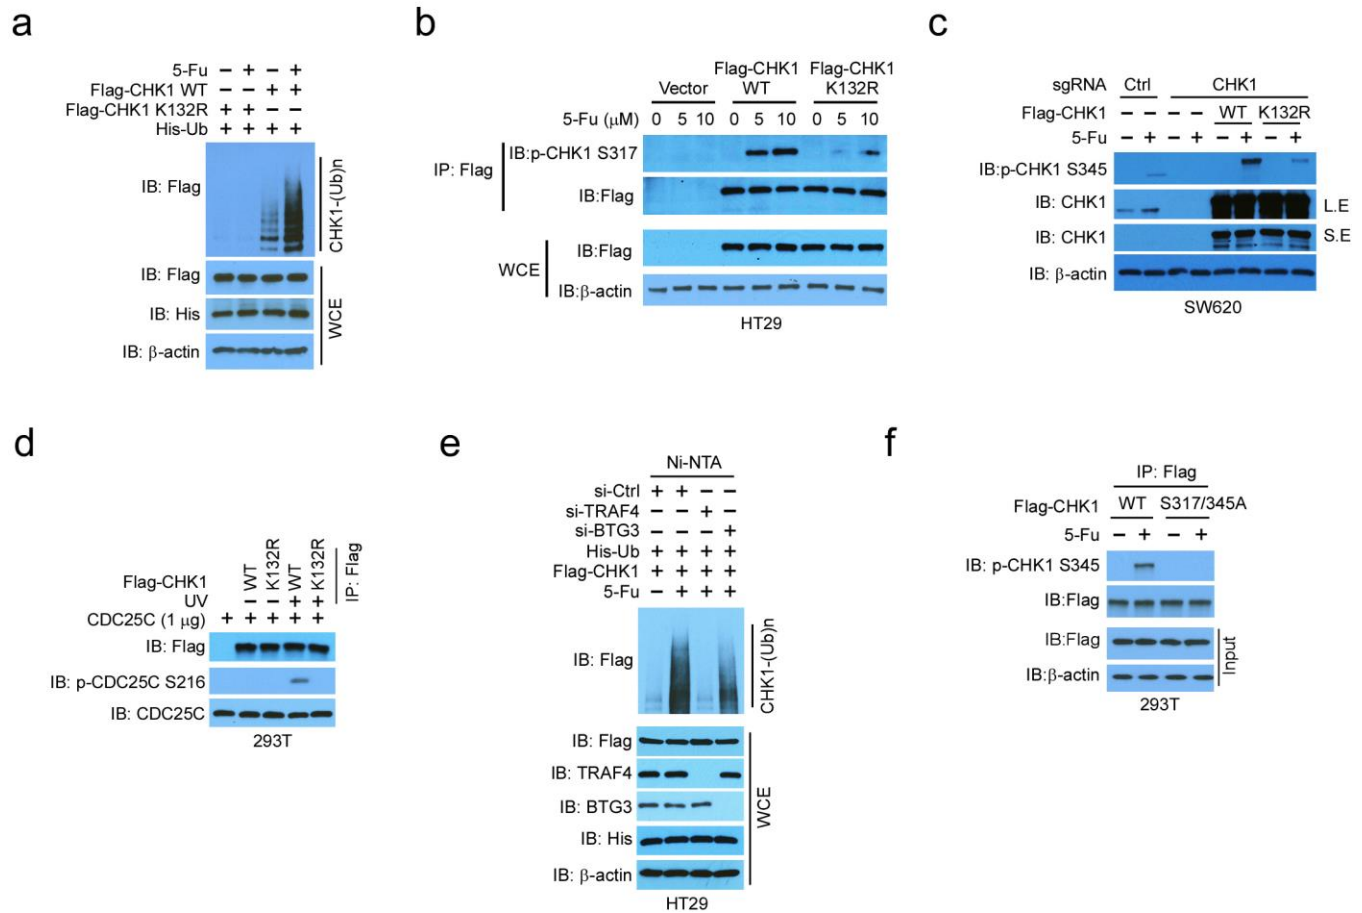 a
5-Fu – + – +
Flag-CHK1 WT – – + +
Flag-CHK1 K132R + + – –
His-Ub + + + +
IB: Flag
CHK1-(Ub)n
IB: Flag
IB: His
IB: β-actin
WCE
b
Vector
Flag-CHK1 WT
Flag-CHK1 K132R
5-Fu (μM) 0 5 10 0 5 10 0 5 10
IP: Flag
IB:p-CHK1 S317
IB:Flag
WCE
IB:Flag
IB:β-actin
HT29
c
sgRNA Ctrl CHK1
Flag-CHK1 – – – – WT K132R
5-Fu – + – + – + – +
IB:p-CHK1 S345
IB: CHK1 L.E
IB: CHK1 S.E
IB: β-actin
SW620
d
Flag-CHK1 WT K132R WT K132R
UV – – + +
CDC25C (1 μg) + + + + +
IP: Flag
IB: Flag
IB: p-CDC25C S216
IB: CDC25C
293T
e
Ni-NTA
si-Ctrl + + – –
si-TRAF4 – – + –
si-BTG3 – – – +
His-Ub + + + +
Flag-CHK1 + + + +
5-Fu – + + +
IB: Flag
CHK1-(Ub)n
IB: Flag
IB: TRAF4
IB: BTG3
IB: His
IB: β-actin
WCE
HT29
f
IP: Flag
Flag-CHK1 WT S317/345A
5-Fu – + – +
IB: p-CHK1 S345
IB:Flag
IB:Flag
IB:β-actin
Input
293T